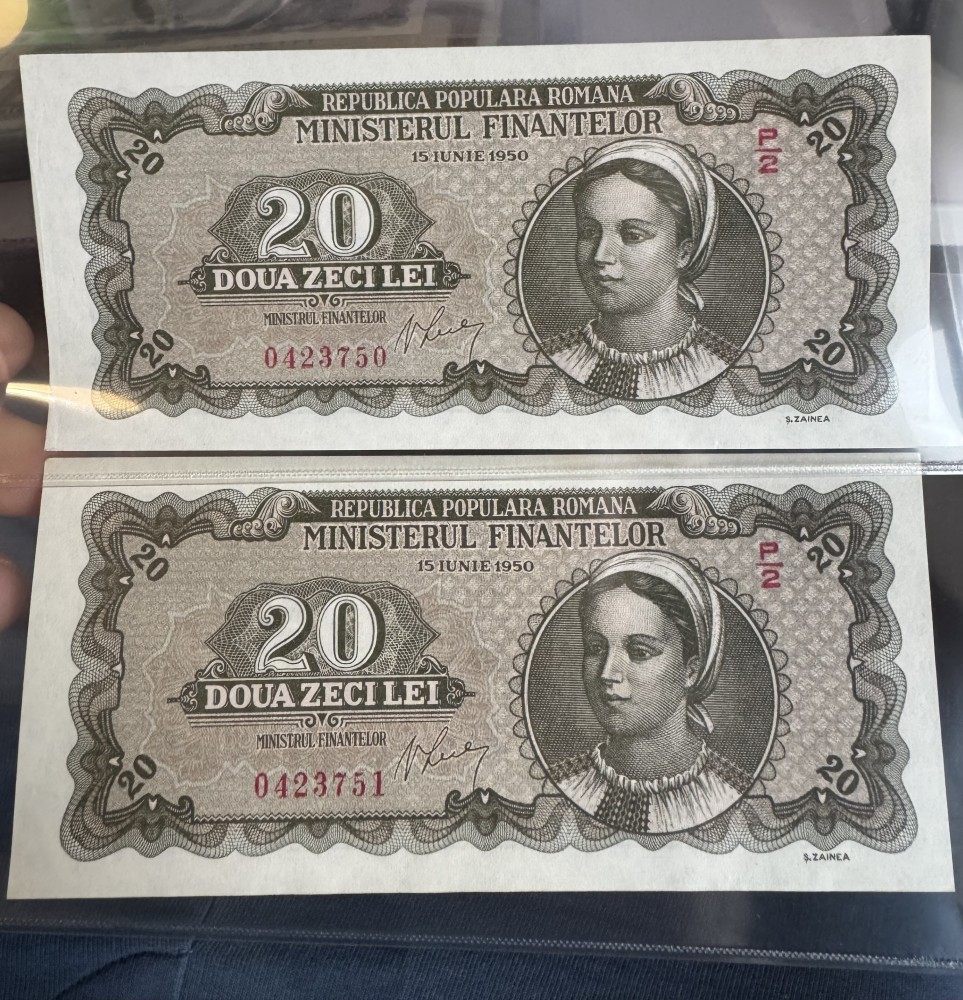 REPUBLICA POPULARA ROMANA
MINISTERUL FINANTELOR
15 IUNIE 1950
P/2
20
20
20
DOUA ZECI LEI
MINISTRUL FINANTELOR
0423750
20
20
Ș. ZAINEA
REPUBLICA POPULARA ROMANA
MINISTERUL FINANTELOR
15 IUNIE 1950
P/2
20
20
20
DOUA ZECI LEI
MINISTRUL FINANTELOR
0423751
20
20
Ș. ZAINEA